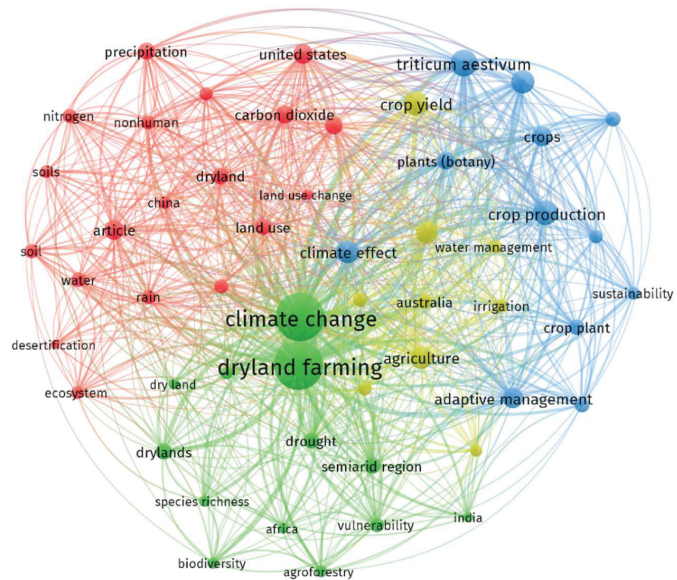 precipitation
united states
triticum aestivum
crop yield
nitrogen
nonhuman
carbon dioxide
crops
plants (botany)
soils
dryland
land use change
china
crop production
article
land use
climate effect
water management
soil
water
rain
australia
irrigation
sustainability
climate change
crop plant
desertification
agriculture
dryland farming
dry land
ecosystem
adaptive management
drought
drylands
semiarid region
species richness
africa
vulnerability
india
biodiversity
agroforestry